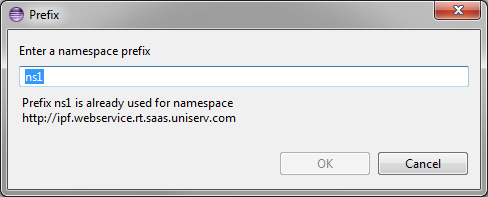 Prefix
Enter a namespace prefix
ns1
Prefix ns1 is already used for namespace
http://ipf.webservice.rt.saas.uniserv.com
OK
Cancel